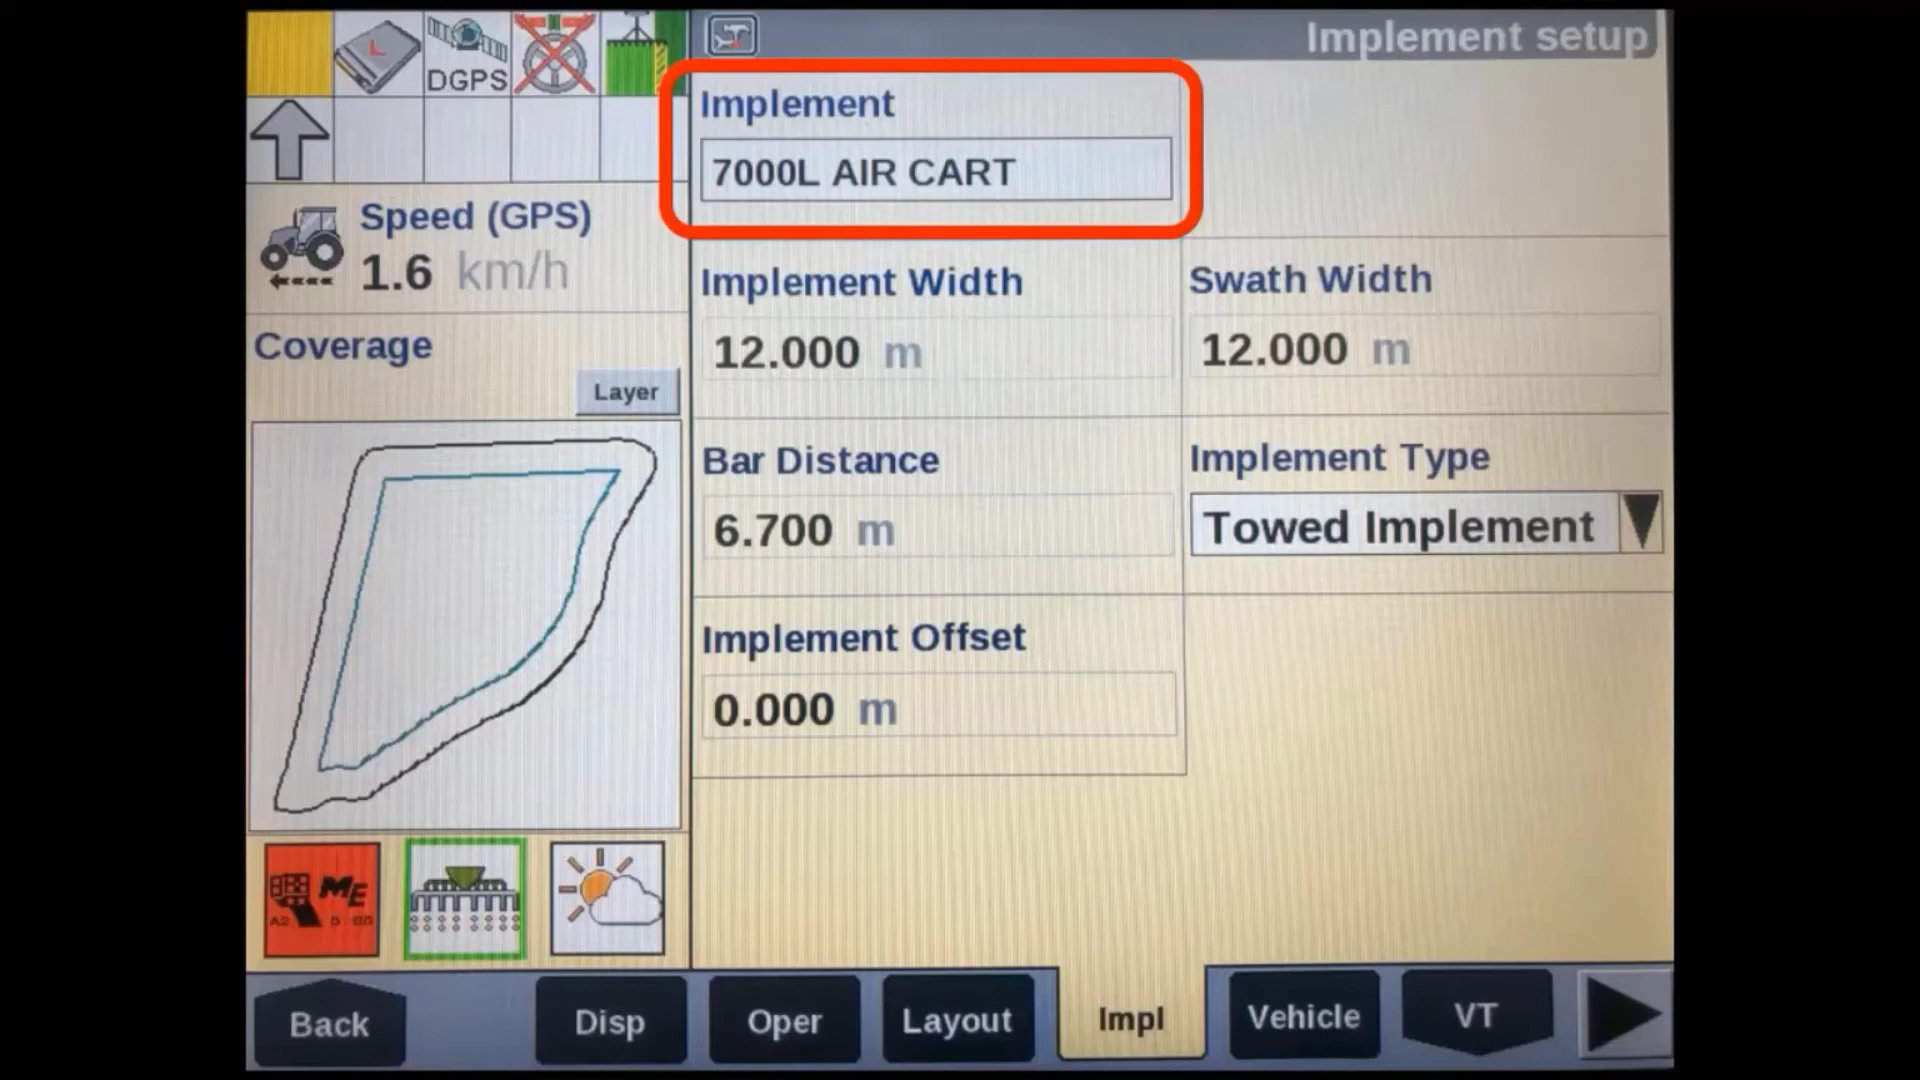 DGPS
Implement setup
Implement
7000L AIR CART
Speed (GPS)
1.6 km/h
Implement Width
12.000 m
Swath Width
12.000 m
Coverage
Layer
Bar Distance
6.700 m
Implement Type
Towed Implement
Implement Offset
0.000 m
ME
A2
Back
Disp
Oper
Layout
Impl
Vehicle
VT